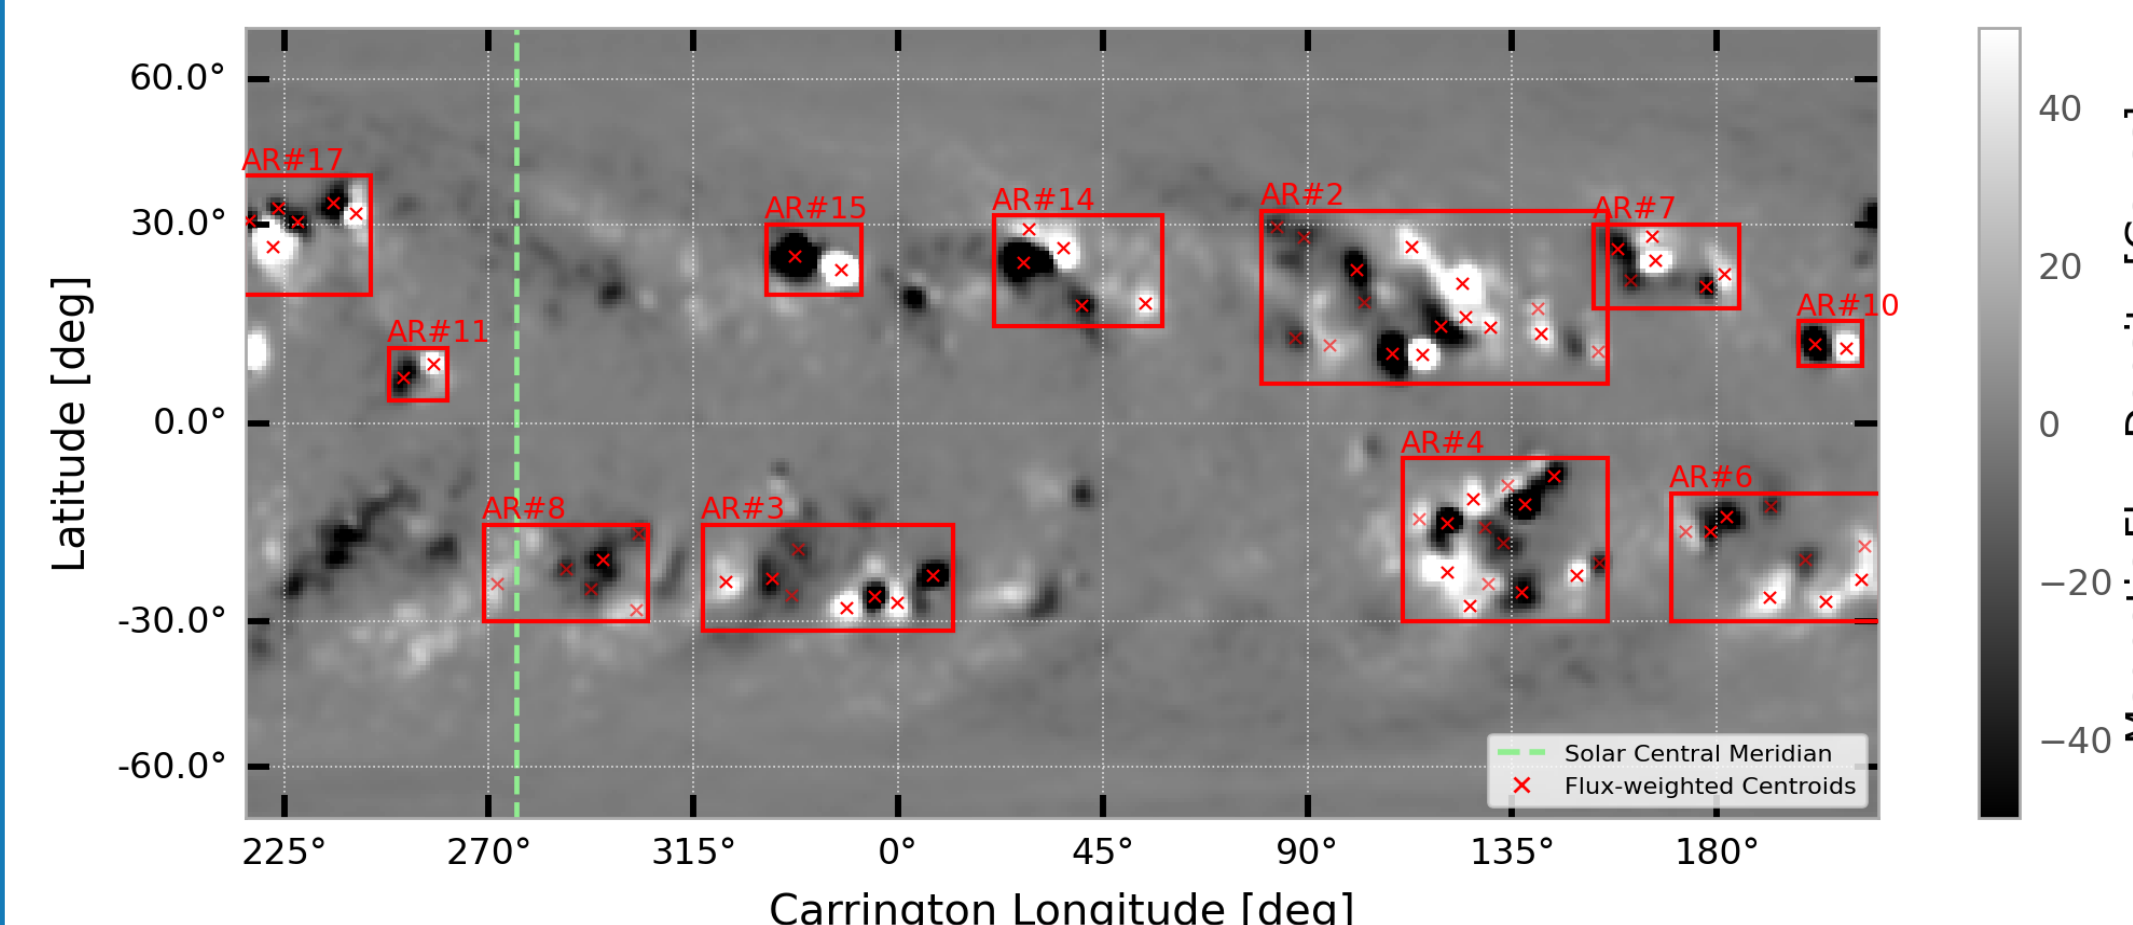 60.0°
30.0°
0.0°
-30.0°
-60.0°
Latitude [deg]
AR#17
AR#15
AR#14
AR#2
AR#7
AR#11
AR#10
AR#8
AR#3
AR#4
AR#6
Solar Central Meridian
Flux-weighted Centroids
225° 270° 315° 0° 45° 90° 135° 180°
Carrington Longitude [deg]
40
20
0
−20
−40